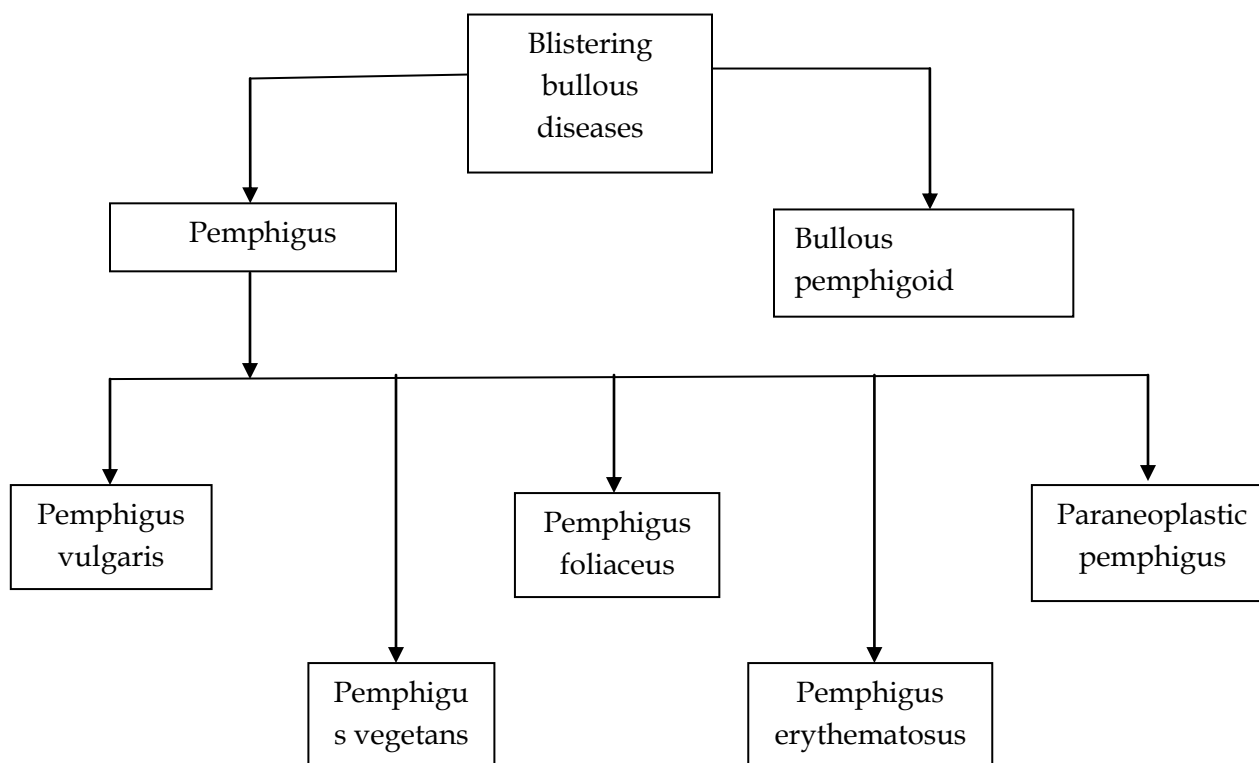 Blistering
bullous
diseases
Pemphigus
Bullous
pemphigoid
Pemphigus
vulgaris
Pemphigus
foliaceus
Paraneoplastic
pemphigus
Pemphigu
s vegetans
Pemphigus
erythematosus